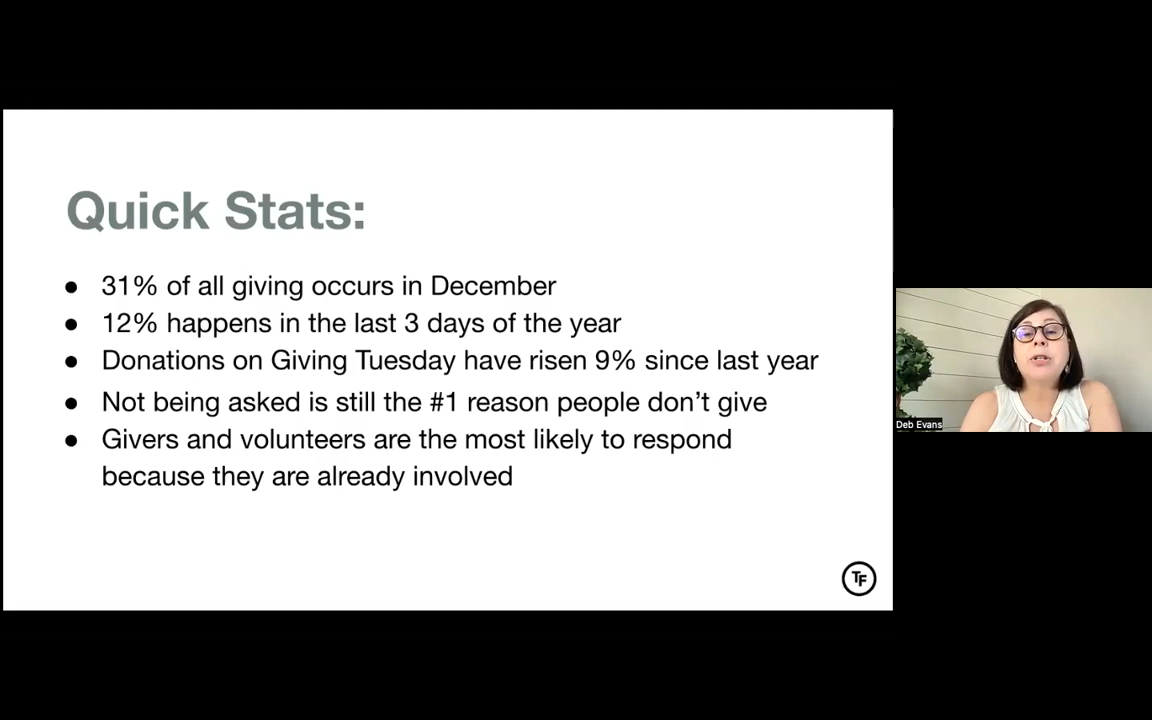 Quick Stats:
● 31% of all giving occurs in December
● 12% happens in the last 3 days of the year
● Donations on Giving Tuesday have risen 9% since last year
● Not being asked is still the #1 reason people don’t give
● Givers and volunteers are the most likely to respond
because they are already involved
TF
Deb Evans